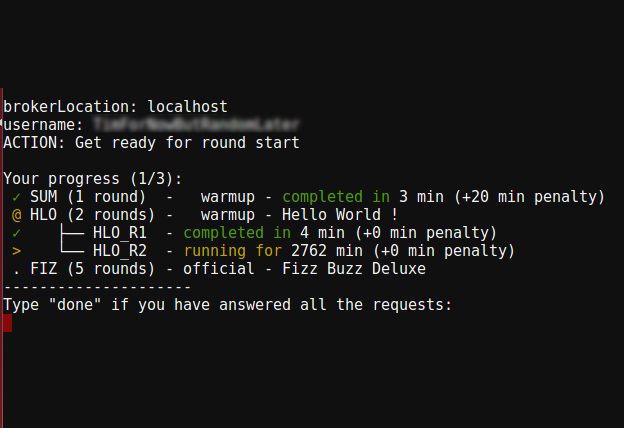 brokerLocation: localhost
username:
ACTION: Get ready for round start
Your progress (1/3):
✓ SUM (1 round)  -   warmup - completed in 3 min (+20 min penalty)
@ HLO (2 rounds) -   warmup - Hello World !
✓    ├── HLO_R1  - completed in 4 min (+0 min penalty)
>    └── HLO_R2  - running for 2762 min (+0 min penalty)
. FIZ (5 rounds) - official - Fizz Buzz Deluxe
---------------------
Type "done" if you have answered all the requests: